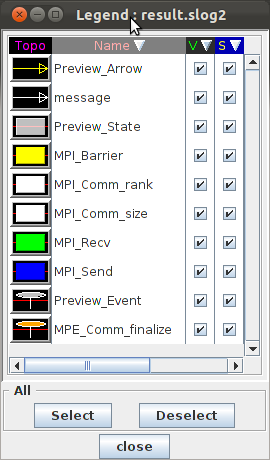 Legend : result.slog2
Topo Name V S
Preview_Arrow
message
Preview_State
MPI_Barrier
MPI_Comm_rank
MPI_Comm_size
MPI_Recv
MPI_Send
Preview_Event
MPE_Comm_finalize
All
Select Deselect
close